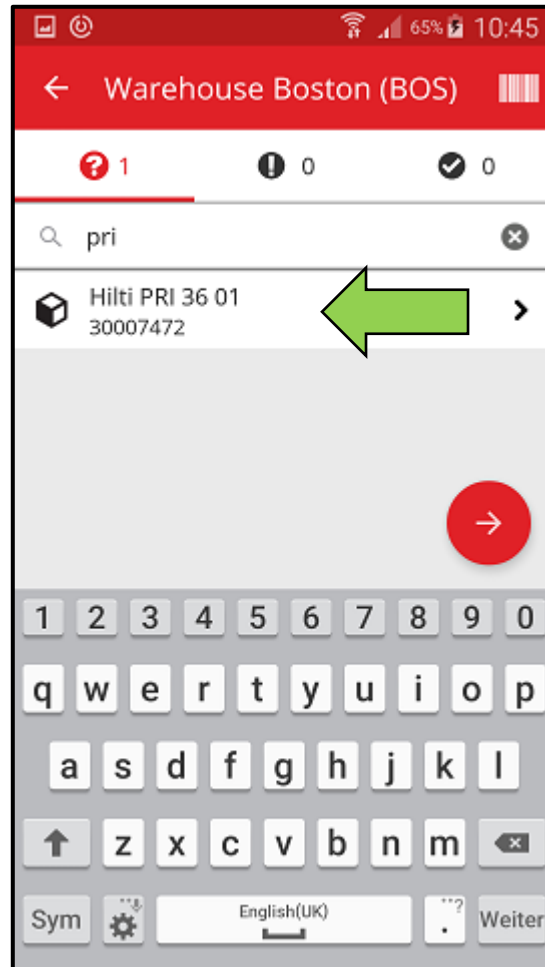 65% 10:45
Warehouse Boston (BOS)
1 0 0
pri
Hilti PRI 36 01
30007472
1 2 3 4 5 6 7 8 9 0
q w e r t y u i o p
a s d f g h j k l
z x c v b n m
Sym English(UK) . Weiter